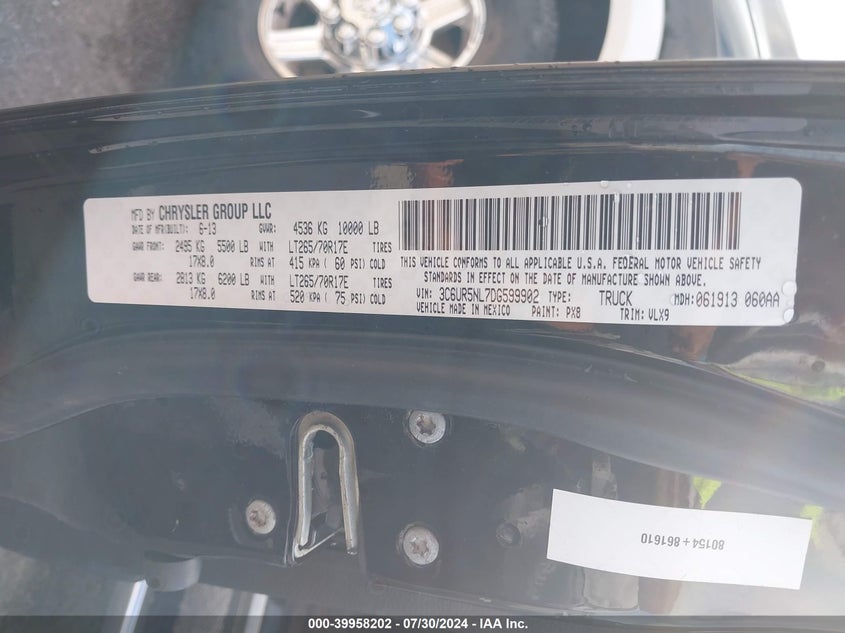 MFD BY CHRYSLER GROUP LLC
DATE OF MFR(BUILT): 6-13 GVWR: 4536 KG 10000 LB
GAWR FRONT: 2495 KG 5500 LB WITH LT265/70R17E TIRES
17X8.0 RIMS AT 415 KPA ( 60 PSI) COLD
GAWR REAR: 2813 KG 6200 LB WITH LT265/70R17E TIRES
17X8.0 RIMS AT 520 KPA ( 75 PSI) COLD
THIS VEHICLE CONFORMS TO ALL APPLICABLE U.S.A. FEDERAL MOTOR VEHICLE SAFETY
STANDARDS IN EFFECT ON THE DATE OF MANUFACTURE SHOWN ABOVE.
VIN: 3C6UR5NL7DG599902 TYPE: TRUCK MDH: 061913 060AA
VEHICLE MADE IN MEXICO PAINT: PX8 TRIM: VLX9
80154+861610
000-39958202 / 07/30/2024 - IAA Inc.